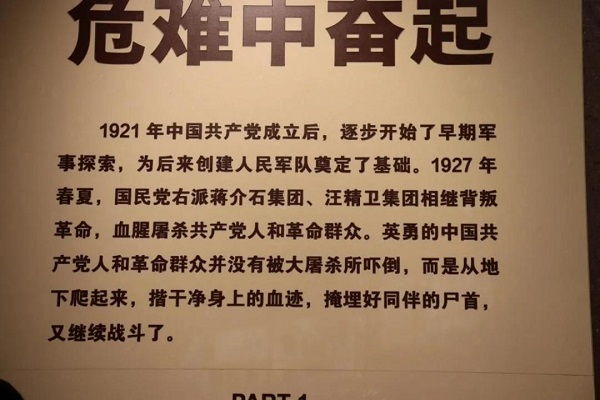 危难中奋起
1921 年中国共产党成立后，逐步开始了早期军
事探索，为后来创建人民军队奠定了基础。1927 年
春夏，国民党右派蒋介石集团、汪精卫集团相继背叛
革命，血腥屠杀共产党人和革命群众。英勇的中国共
产党人和革命群众并没有被大屠杀所吓倒，而是从地
下爬起来，揩干净身上的血迹，掩埋好同伴的尸首，
又继续战斗了。
PART 1